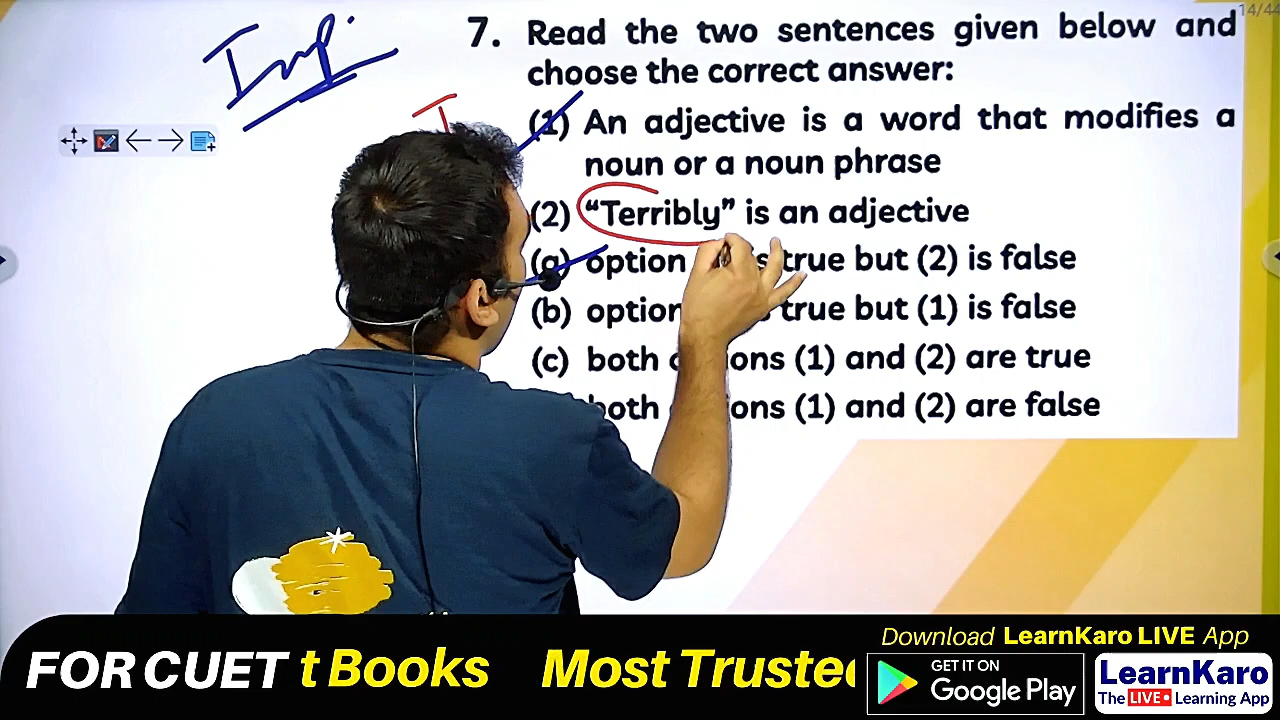 14/44
Imp.
7. Read the two sentences given below and
choose the correct answer:
(1) An adjective is a word that modifies a
noun or a noun phrase
(2) “Terribly” is an adjective
(a) option true but (2) is false
(b) option true but (1) is false
(c) both (1) and (2) are true
both (1) and (2) are false
FOR CUET t Books Most Trusted
Download LearnKaro LIVE App
GET IT ON
Google Play
LearnKaro
The LIVE Learning App